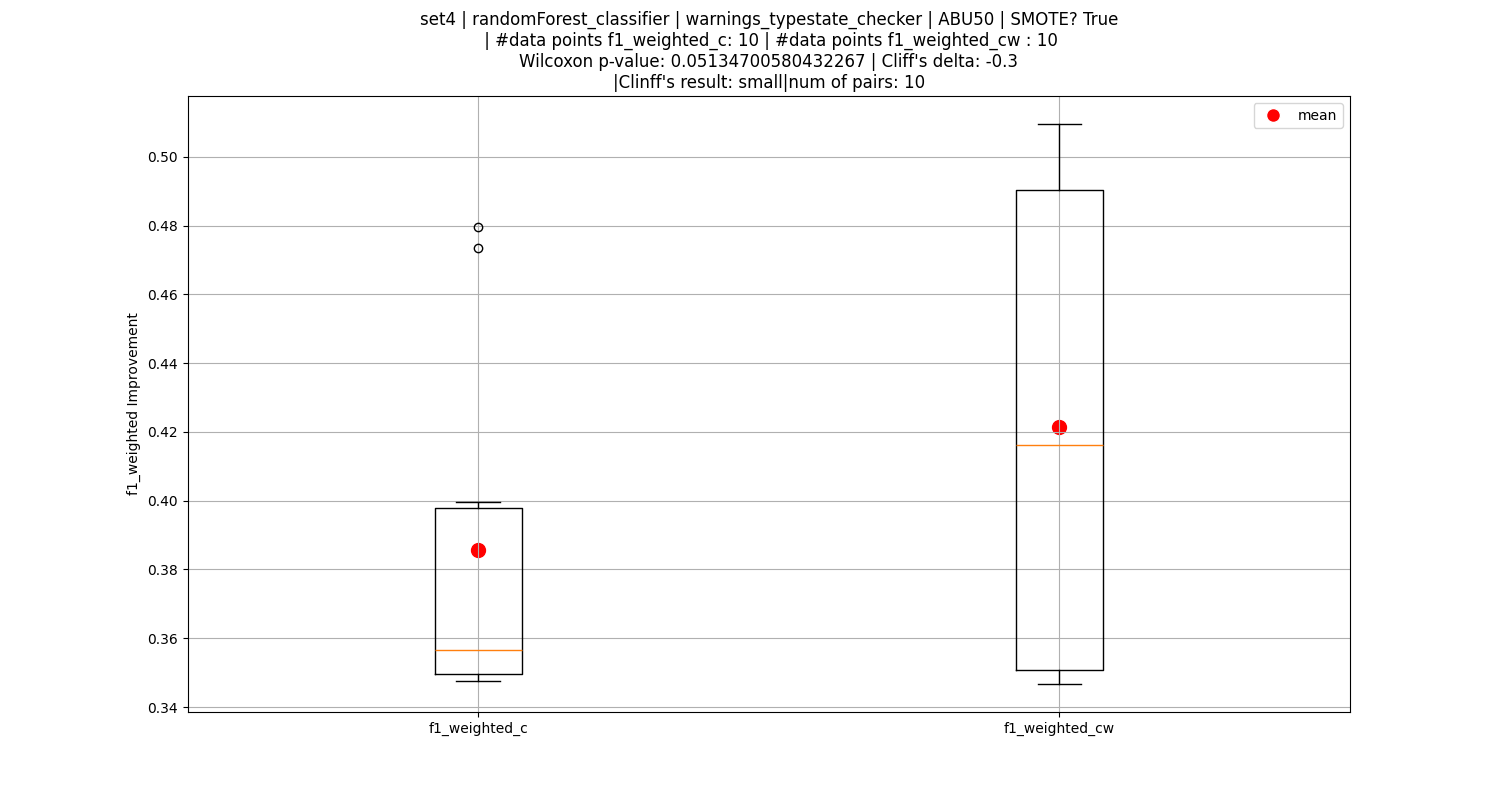 set4 | randomForest_classifier | warnings_typestate_checker | ABU50 | SMOTE? True
| #data points f1_weighted_c: 10 | #data points f1_weighted_cw : 10
Wilcoxon p-value: 0.05134700580432267 | Cliff's delta: -0.3
|Clinff's result: small|num of pairs: 10
mean
0.50
0.48
0.46
0.44
0.42
0.40
0.38
0.36
0.34
f1_weighted Improvement
f1_weighted_c
f1_weighted_cw